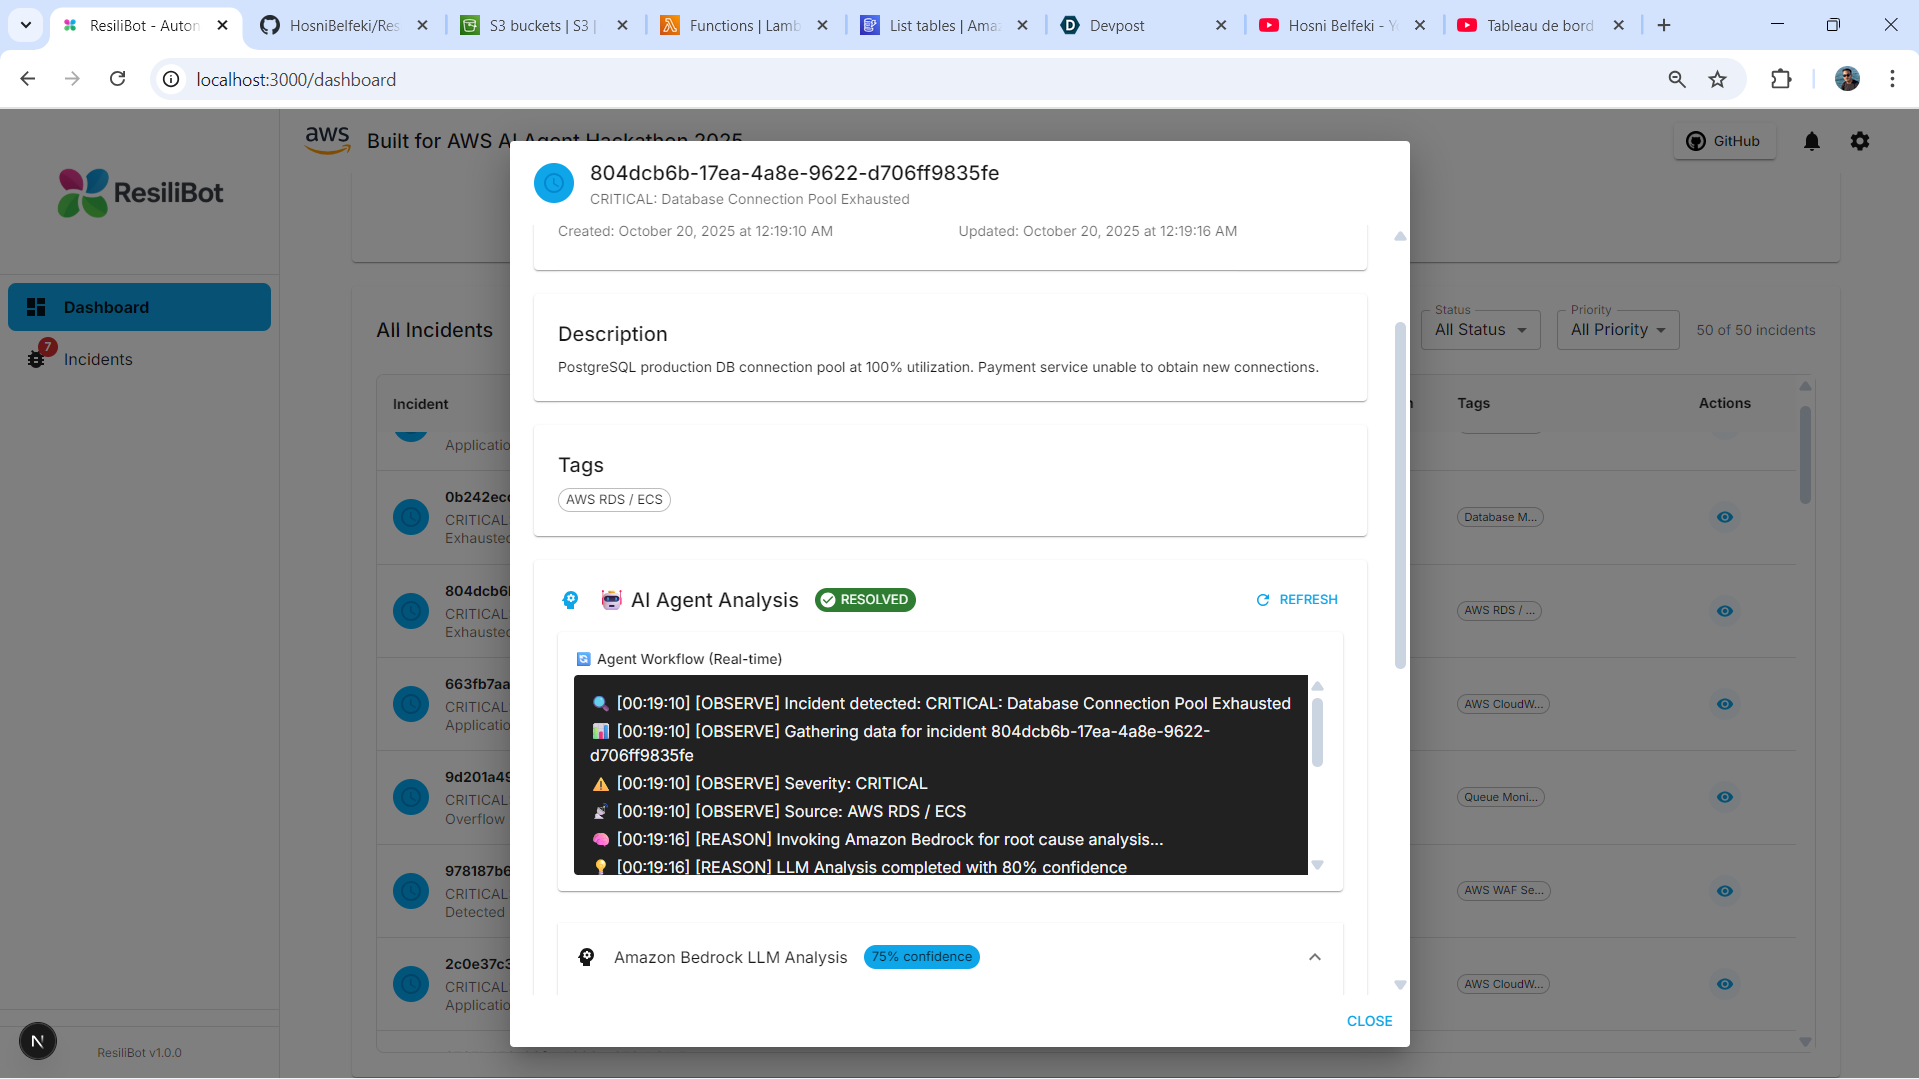 ResiliBot - Auton
HosniBelfeki/Res
S3 buckets | S3 |
Functions | Lamb
List tables | Amaz
Devpost
Hosni Belfeki - Y
Tableau de bord
localhost:3000/dashboard
aws
Built for AWS AI Agent Hackathon 2025
GitHub
ResiliBot
Dashboard
7
Incidents
All Incidents
Status
All Status
Priority
All Priority
50 of 50 incidents
Incident
Tags
Actions
Applicatio
0b242ec
CRITICAL
Exhausted
Database M...
804dcb6
CRITICAL
Exhausted
AWS RDS / ...
663fb7aa
CRITICAL
Applicatio
AWS CloudW...
9d201a49
CRITICAL
Overflow
Queue Moni...
978187b6
CRITICAL
Detected
AWS WAF Se...
2c0e37c3
CRITICAL
Applicatio
AWS CloudW...
N
ResiliBot v1.0.0
804dcb6b-17ea-4a8e-9622-d706ff9835fe
CRITICAL: Database Connection Pool Exhausted
Created: October 20, 2025 at 12:19:10 AM
Updated: October 20, 2025 at 12:19:16 AM
Description
PostgreSQL production DB connection pool at 100% utilization. Payment service unable to obtain new connections.
Tags
AWS RDS / ECS
AI Agent Analysis
RESOLVED
REFRESH
Agent Workflow (Real-time)
[00:19:10] [OBSERVE] Incident detected: CRITICAL: Database Connection Pool Exhausted
[00:19:10] [OBSERVE] Gathering data for incident 804dcb6b-17ea-4a8e-9622-
d706ff9835fe
[00:19:10] [OBSERVE] Severity: CRITICAL
[00:19:10] [OBSERVE] Source: AWS RDS / ECS
[00:19:16] [REASON] Invoking Amazon Bedrock for root cause analysis...
[00:19:16] [REASON] LLM Analysis completed with 80% confidence
Amazon Bedrock LLM Analysis
75% confidence
CLOSE